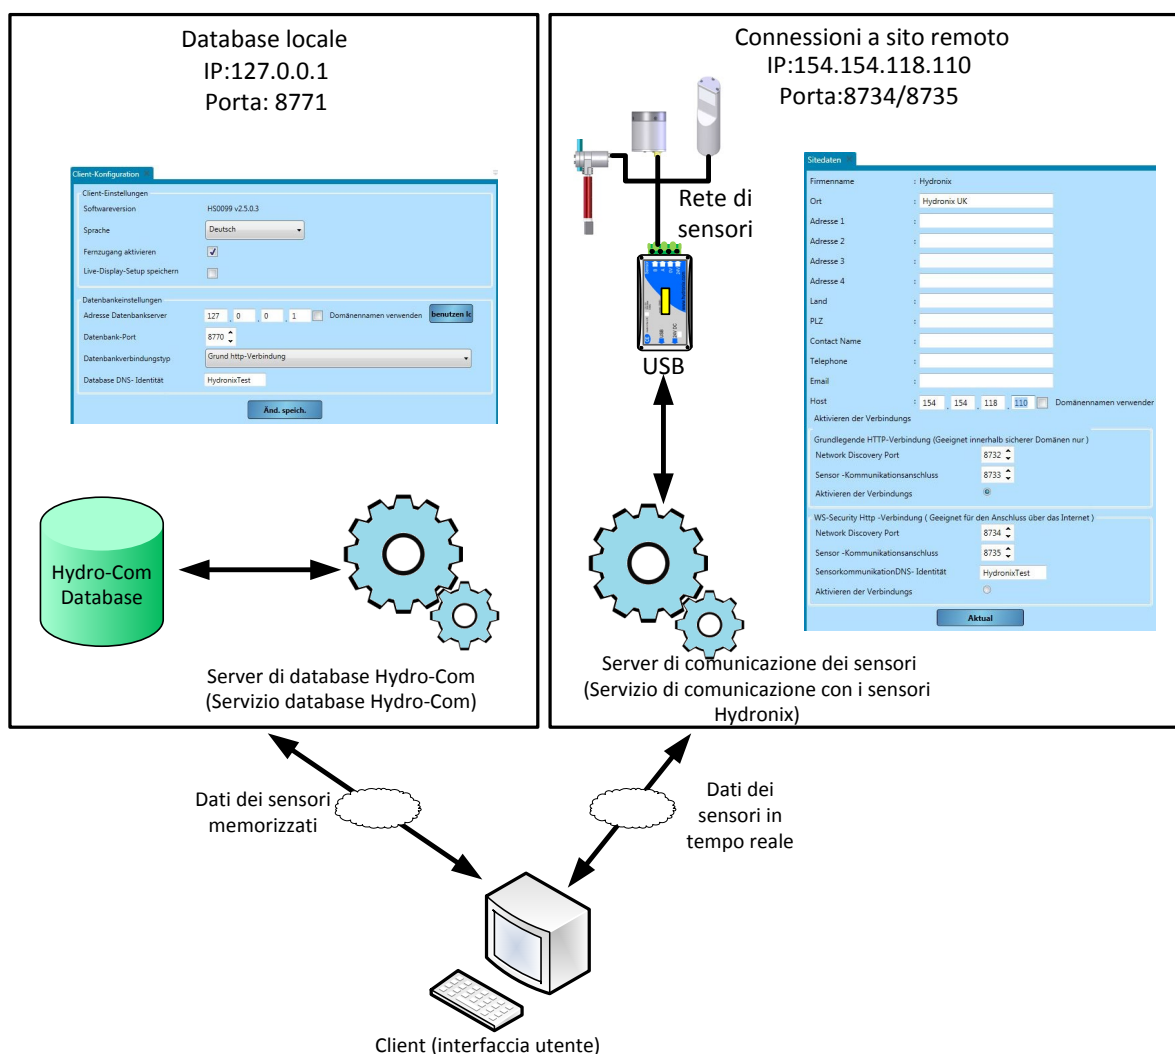 Database locale
IP:127.0.0.1
Porta: 8771
Client-Konfiguration
Client-Einstellungen
Softwareversion HS0099 v2.5.0.3
Sprache Deutsch
Fernzugang aktivieren
Live-Display-Setup speichern
Datenbankeinstellungen
Adresse Datenbankserver 127 . 0 . 0 . 1 Domänennamen verwenden benutzen lc
Datenbank-Port 8770
Datenbankverbindungstyp Grund http-Verbindung
Database DNS- Identität HydronixTest
Änd. speich.
Hydro-Com
Database
Server di database Hydro-Com
(Servizio database Hydro-Com)
Connessioni a sito remoto
IP:154.154.118.110
Porta:8734/8735
Rete di
sensori
USB
Sitedaten
Firmenname : Hydronix
Ort : Hydronix UK
Adresse 1 :
Adresse 2 :
Adresse 3 :
Adresse 4 :
Land :
PLZ :
Contact Name :
Telephone :
Email :
Host : 154 . 154 . 118 . 110 Domänennamen verwender
Aktivieren der Verbindungs
Grundlegende HTTP-Verbindung (Geeignet innerhalb sicherer Domänen nur )
Network Discovery Port 8732
Sensor -Kommunikationsanschluss 8733
Aktivieren der Verbindungs
WS-Security Http -Verbindung ( Geeignet für den Anschluss über das Internet )
Network Discovery Port 8734
Sensor -Kommunikationsanschluss 8735
SensorkommunikationDNS- Identität HydronixTest
Aktivieren der Verbindungs
Aktual
Server di comunicazione dei sensori
(Servizio di comunicazione con i sensori
Hydronix)
Dati dei sensori
memorizzati
Dati dei
sensori in
tempo reale
Client (interfaccia utente)